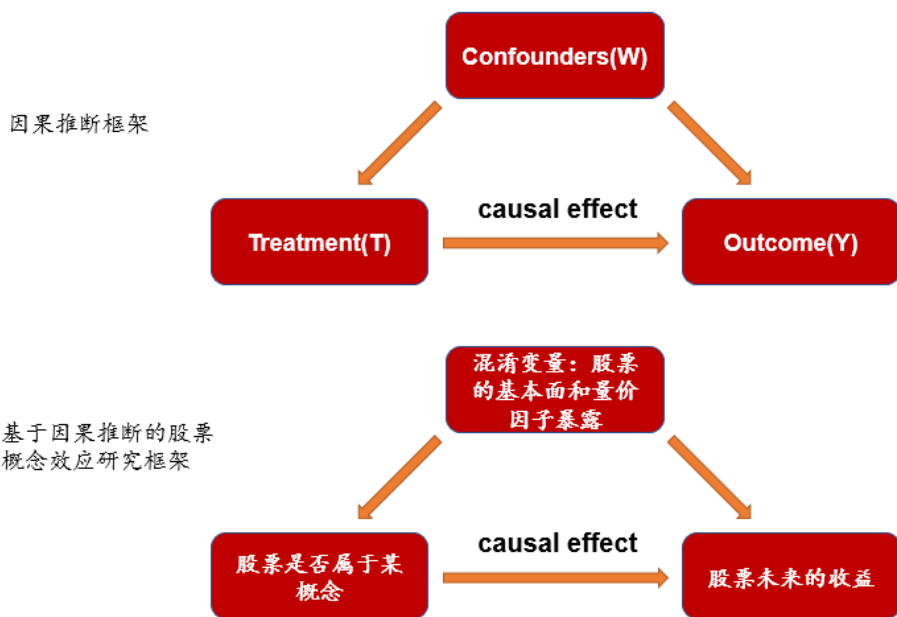 Confounders(W)
因果推断框架
causal effect
Treatment(T)
Outcome(Y)
混淆变量：股票
的基本面和量价
因子暴露
基于因果推断的股票
概念效应研究框架
causal effect
股票是否属于某
概念
股票未来的收益